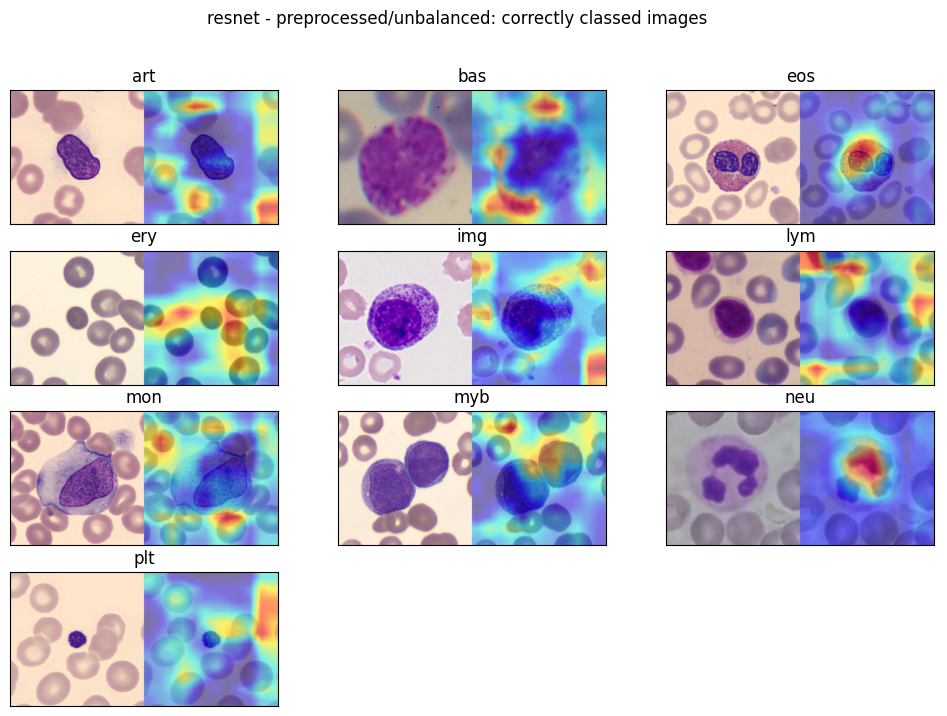 resnet - preprocessed/unbalanced: correctly classed images
art
bas
eos
ery
img
lym
mon
myb
neu
plt